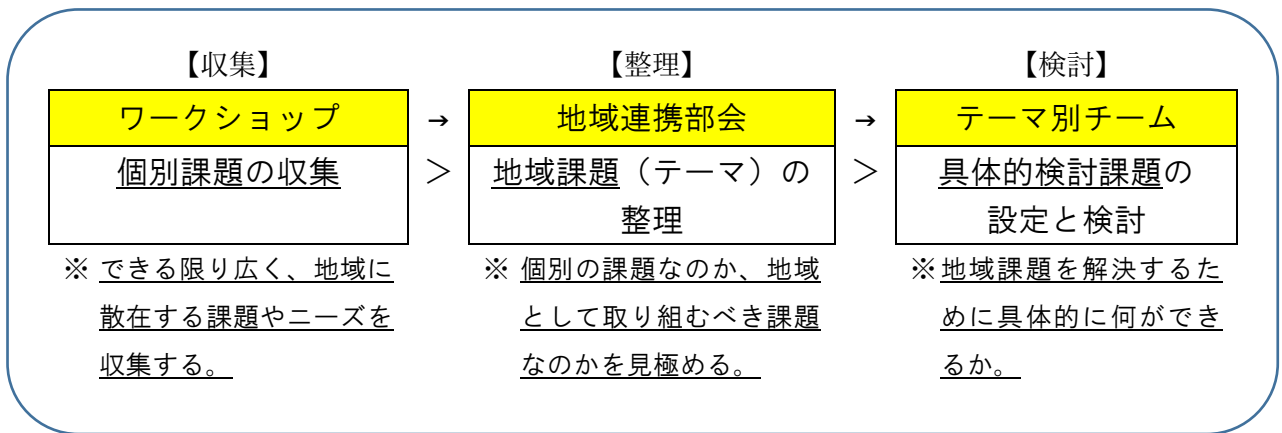 【収集】
ワークショップ
個別課題の収集
※ できる限り広く、地域に
散在する課題やニーズを
収集する。
→
＞
【整理】
地域連携部会
地域課題（テーマ）の
整理
※ 個別の課題なのか、地域
として取り組むべき課題
なのかを見極める。
→
＞
【検討】
テーマ別チーム
具体的検討課題の
設定と検討
※地域課題を解決するた
めに具体的に何ができ
るか。